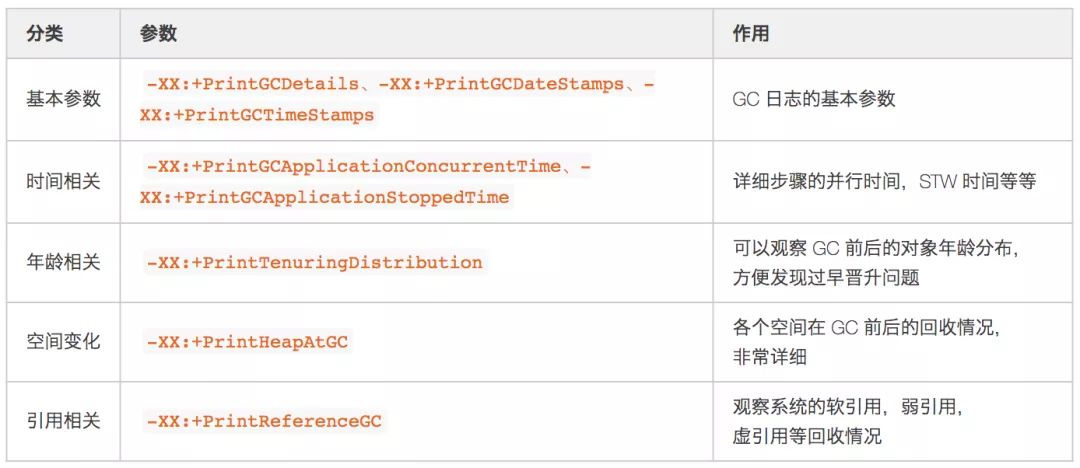 分类 参数 作用
基本参数 -XX:+PrintGCDetails、-XX:+PrintGCDateStamps、-
XX:+PrintGCTimeStamps
GC 日志的基本参数
时间相关 -XX:+PrintGCApplicationConcurrentTime、-
XX:+PrintGCApplicationStoppedTime
详细步骤的并行时间，STW 时间等等
年龄相关 -XX:+PrintTenuringDistribution
可以观察 GC 前后的对象年龄分布，
方便发现过早晋升问题
空间变化 -XX:+PrintHeapAtGC
各个空间在 GC 前后的回收情况，
非常详细
引用相关 -XX:+PrintReferenceGC
观察系统的软引用，弱引用，
虚引用等回收情况